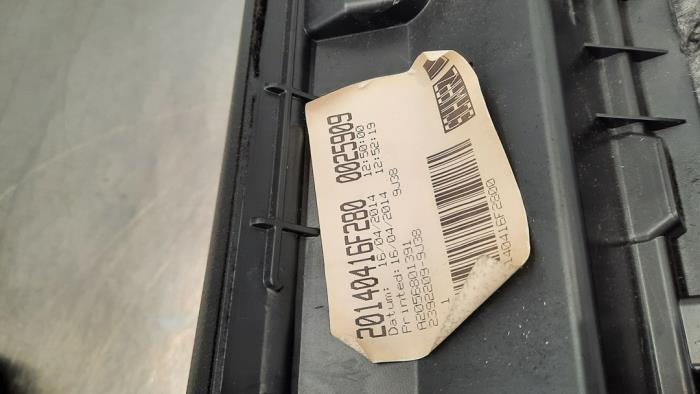 20140416F280 0025909
Datum: 16/04/2014 12:50:00
Printed: 16/04/2014 12:52:19
A2056801391 9J38
2392209-9J38
1
140416F2800